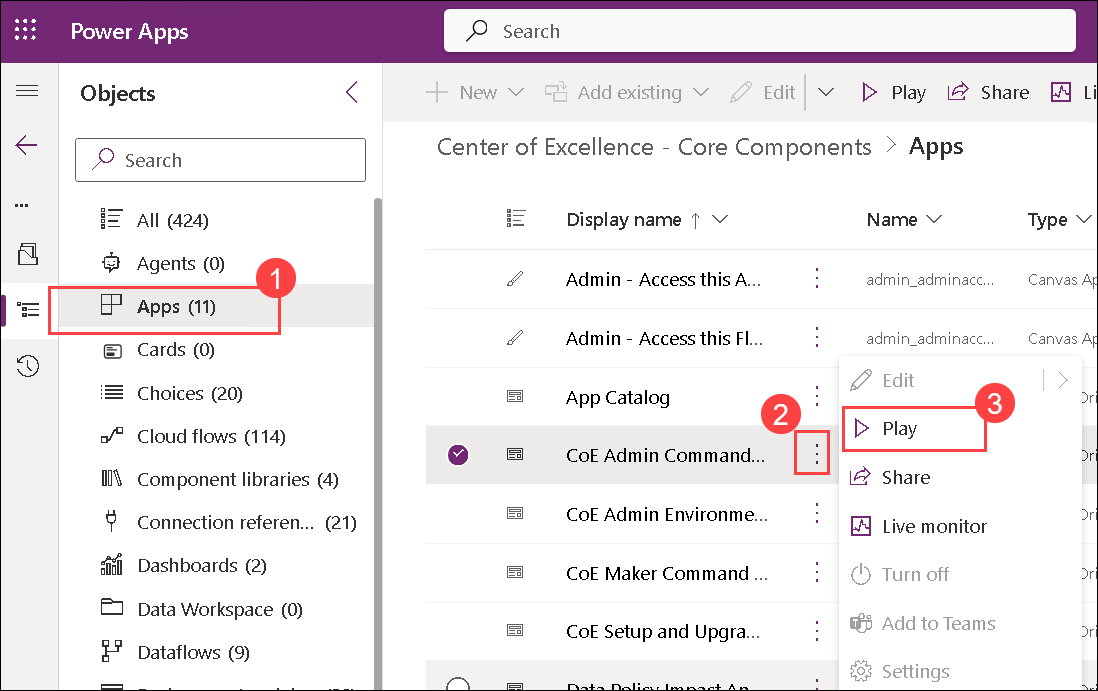 Power Apps
Search
Objects
New
Add existing
Edit
Play
Share
Li
Search
Center of Excellence - Core Components > Apps
All (424)
Agents (0)
Apps (11)
1
Cards (0)
Choices (20)
Cloud flows (114)
Component libraries (4)
Connection referen... (21)
Dashboards (2)
Data Workspace (0)
Dataflows (9)
Display name ↑
Name
Type
Admin - Access this A...
admin_adminacc...
Canvas Ap
Admin - Access this Fl...
admin_adminacc...
Canvas Ap
App Catalog
CoE Admin Command...
2
CoE Admin Environme...
CoE Maker Command ...
CoE Setup and Upgra...
Data Policy Impact An
Edit
Play
3
Share
Live monitor
Turn off
Add to Teams
Settings